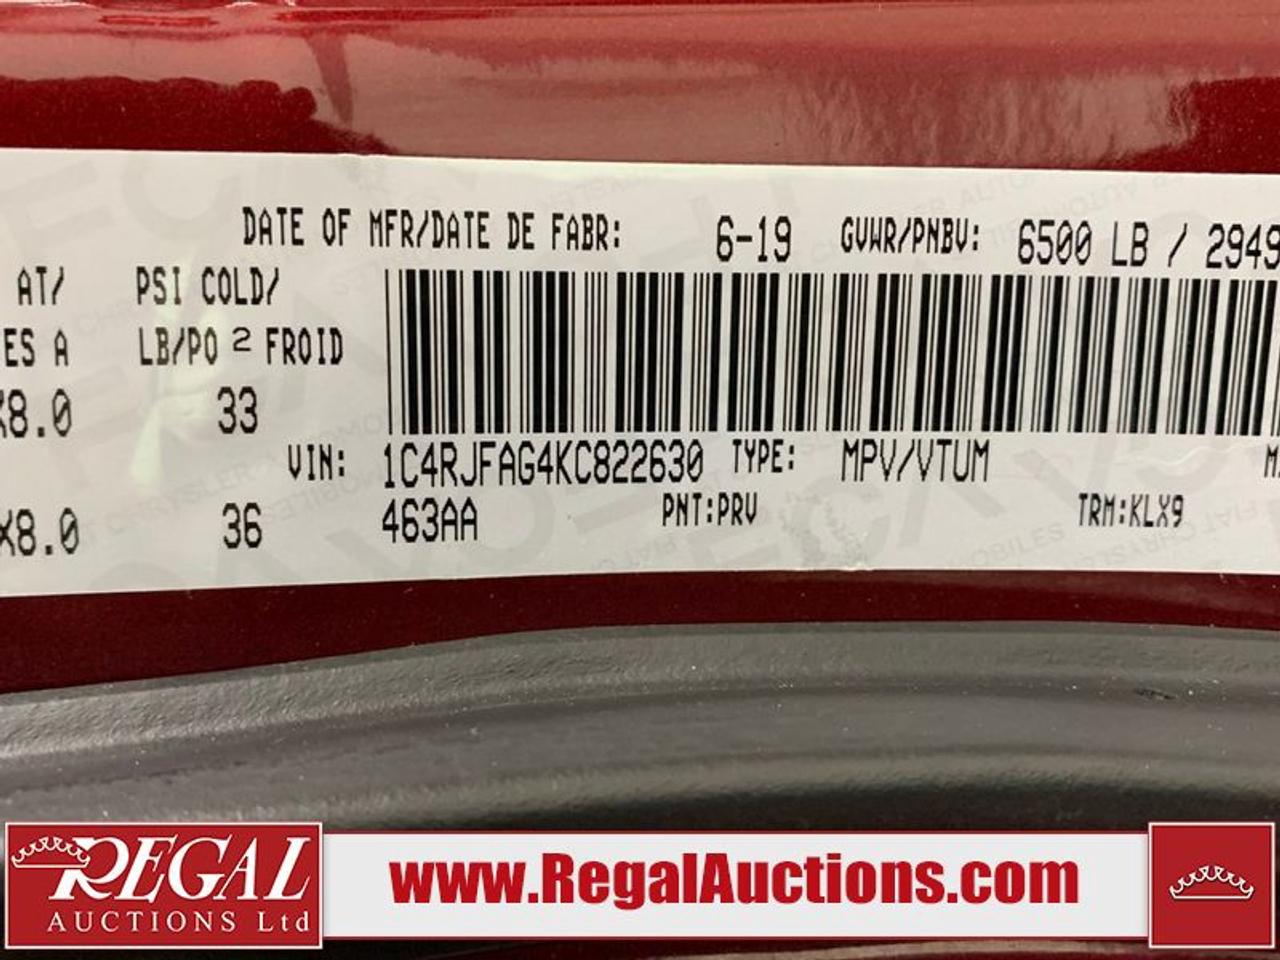 DATE OF MFR/DATE DE FABR: 6-19 GVWR/PNBV: 6500 LB / 2949
AT/ PSI COLD/
ES A LB/PO 2 FROID
X8.0 33
VIN: 1C4RJFAG4KC822630 TYPE: MPV/VTUM M
X8.0 36 463AA PNT:PRV TRM:KLX9
REGAL
AUCTIONS Ltd
www.RegalAuctions.com